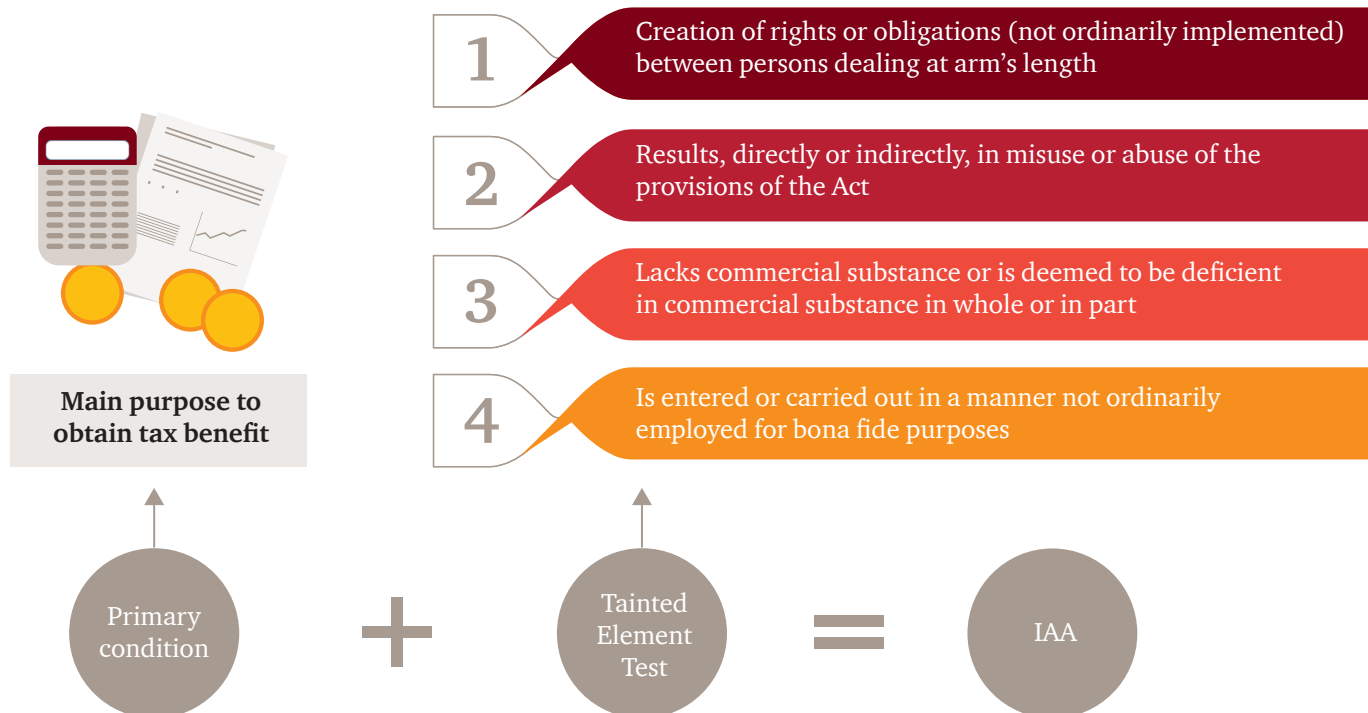 1
Creation of rights or obligations (not ordinarily implemented)
between persons dealing at arm’s length
2
Results, directly or indirectly, in misuse or abuse of the
provisions of the Act
3
Lacks commercial substance or is deemed to be deficient
in commercial substance in whole or in part
4
Is entered or carried out in a manner not ordinarily
employed for bona fide purposes
Main purpose to
obtain tax benefit
Primary
condition
+
Tainted
Element
Test
=
IAA